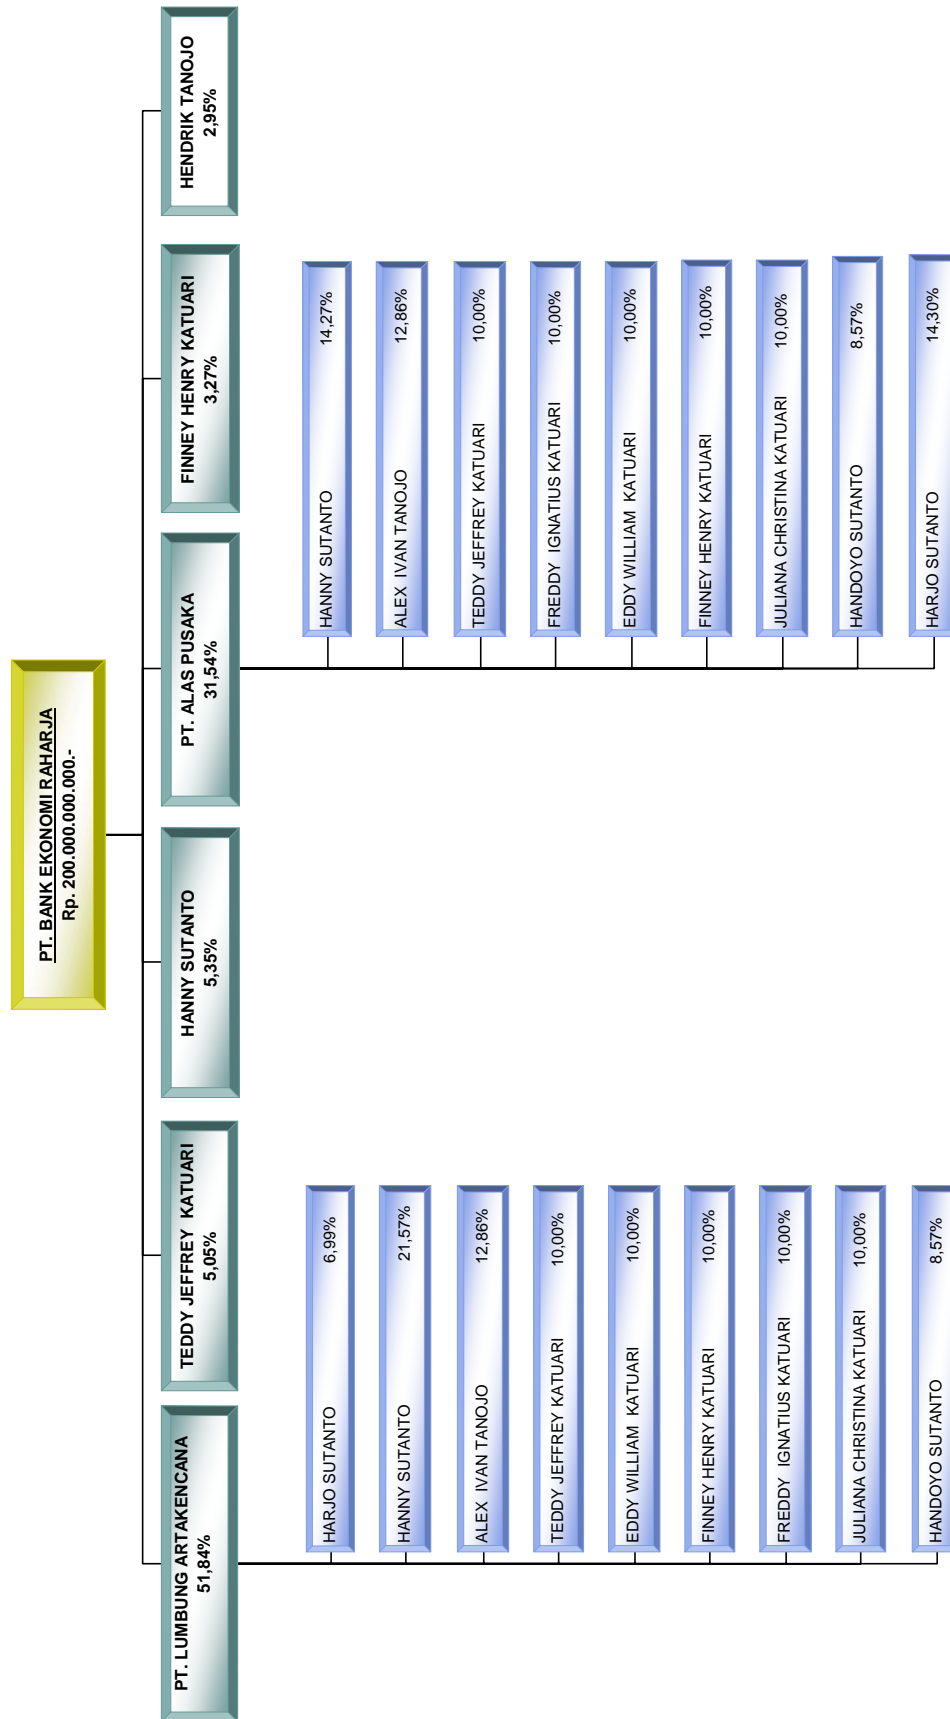 PT. BANK EKONOMI RAHARJA
Rp. 200.000.000.000.-
PT. LUMBUNG ARTAKENCANA
51,84%
TEDDY JEFFREY  KATUARI
5,05%
HANNY SUTANTO
5,35%
PT. ALAS PUSAKA
31,54%
FINNEY HENRY KATUARI
3,27%
HENDRIK TANOJO
2,95%
HARJO SUTANTO 6,99%
HANNY SUTANTO 21,57%
ALEX  IVAN TANOJO 12,86%
TEDDY JEFFREY KATUARI 10,00%
EDDY WILLIAM  KATUARI 10,00%
FINNEY HENRY KATUARI 10,00%
FREDDY  IGNATIUS KATUARI 10,00%
JULIANA CHRISTINA KATUARI 10,00%
HANDOYO SUTANTO 8,57%
HANNY SUTANTO 14,27%
ALEX  IVAN TANOJO 12,86%
TEDDY JEFFREY KATUARI 10,00%
FREDDY  IGNATIUS KATUARI 10,00%
EDDY WILLIAM  KATUARI 10,00%
FINNEY HENRY KATUARI 10,00%
JULIANA CHRISTINA KATUARI 10,00%
HANDOYO SUTANTO 8,57%
HARJO SUTANTO 14,30%